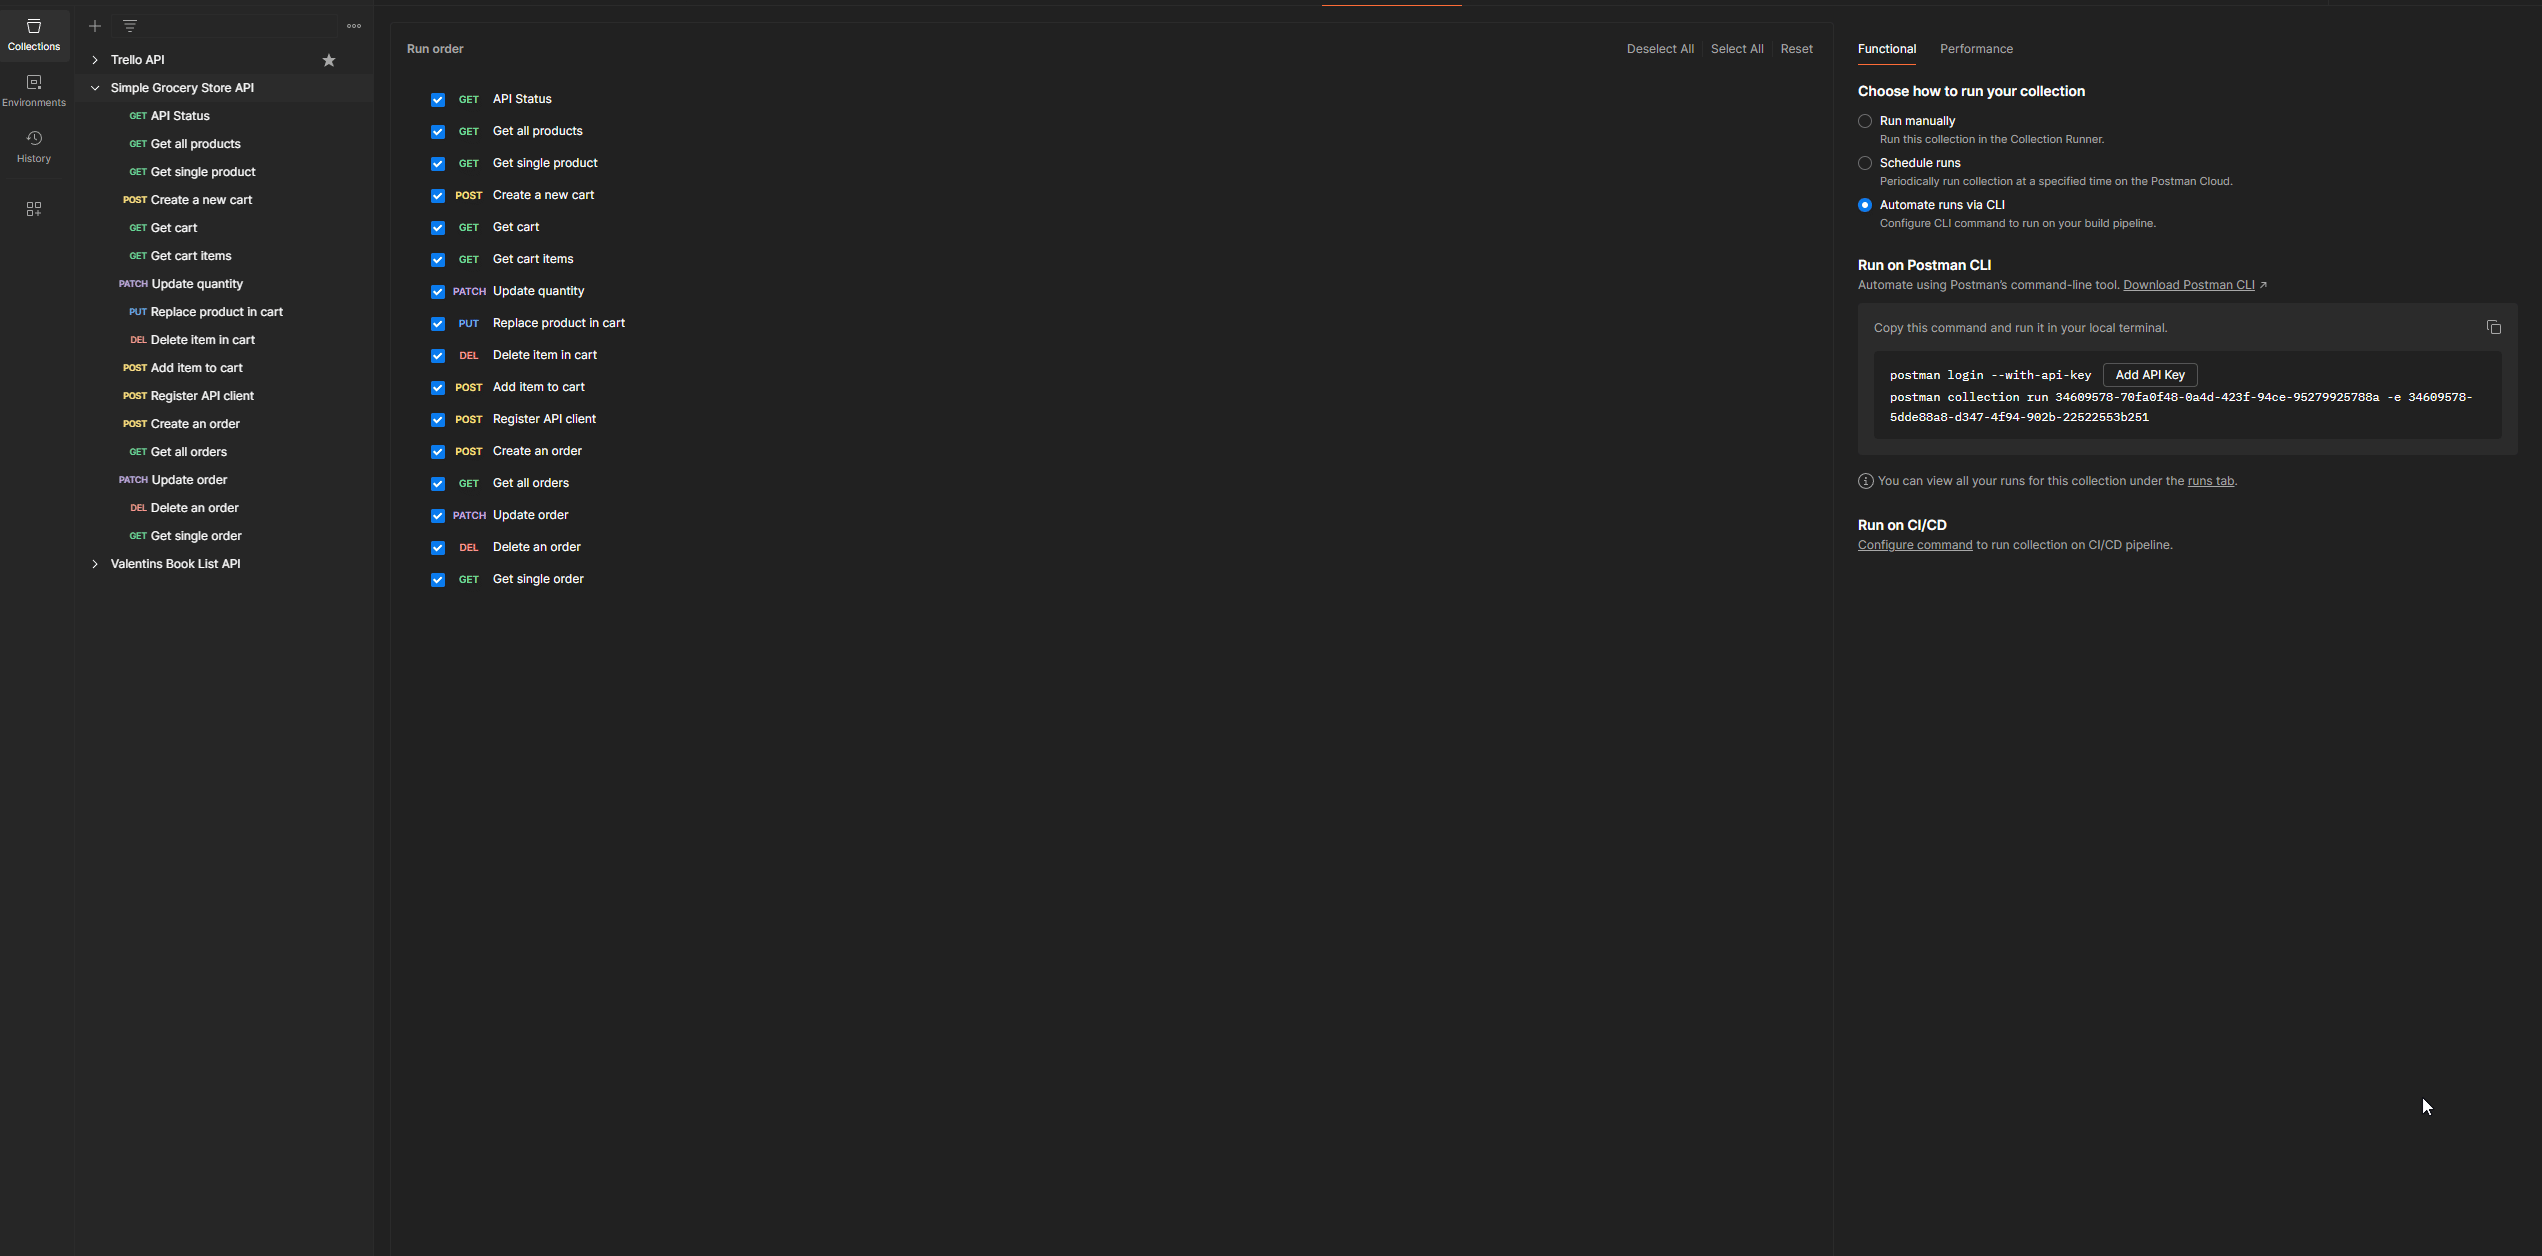 Collections
Environments
History
Trello API
Simple Grocery Store API
GET API Status
GET Get all products
GET Get single product
POST Create a new cart
GET Get cart
GET Get cart items
PATCH Update quantity
PUT Replace product in cart
DEL Delete item in cart
POST Add item to cart
POST Register API client
POST Create an order
GET Get all orders
PATCH Update order
DEL Delete an order
GET Get single order
Valentins Book List API
Run order
Deselect All Select All Reset
GET API Status
GET Get all products
GET Get single product
POST Create a new cart
GET Get cart
GET Get cart items
PATCH Update quantity
PUT Replace product in cart
DEL Delete item in cart
POST Add item to cart
POST Register API client
POST Create an order
GET Get all orders
PATCH Update order
DEL Delete an order
GET Get single order
Functional Performance
Choose how to run your collection
Run manually
Run this collection in the Collection Runner.
Schedule runs
Periodically run collection at a specified time on the Postman Cloud.
Automate runs via CLI
Configure CLI command to run on your build pipeline.
Run on Postman CLI
Automate using Postman's command-line tool. Download Postman CLI
Copy this command and run it in your local terminal.
postman login --with-api-key Add API Key
postman collection run 34609578-70fa0f48-0a4d-423f-94ce-95279925788a -e 34609578-
5dde88a8-d347-4f94-902b-22522553b251
You can view all your runs for this collection under the runs tab.
Run on CI/CD
Configure command to run collection on CI/CD pipeline.